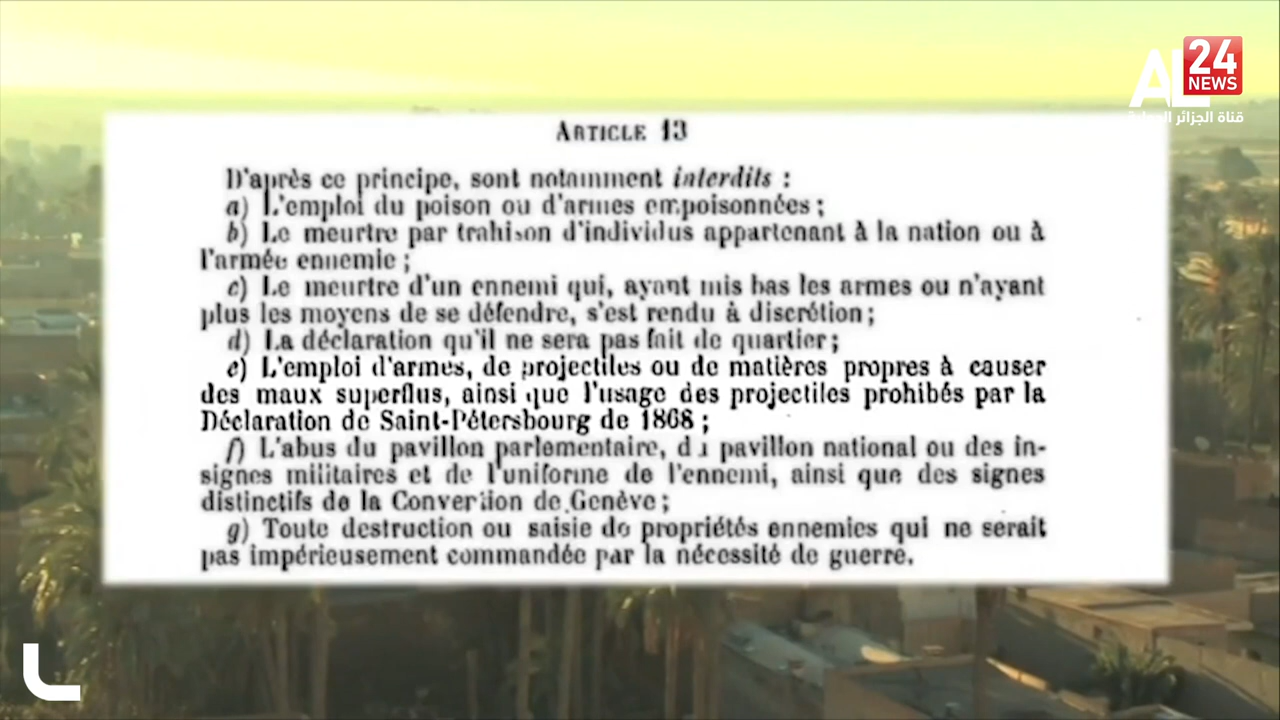 AL
24
NEWS
قناة الجزائر الدولية
ARTICLE 13
D'après ce principe, sont notamment interdits :
a) L'emploi du poison ou d'armes empoisonnées ;
b) Le meurtre par trahison d'individus appartenant à la nation ou à
l'armée ennemie ;
c) Le meurtre d'un ennemi qui, ayant mis bas les armes ou n'ayant
plus les moyens de se défendre, s'est rendu à discrétion ;
d) La déclaration qu'il ne sera pas fait de quartier ;
e) L'emploi d'armes, de projectiles ou de matières propres à causer
des maux superflus, ainsi que l'usage des projectiles prohibés par la
Déclaration de Saint-Pétersbourg de 1868 ;
f) L'abus du pavillon parlementaire, du pavillon national ou des in-
signes militaires et de l'uniforme de l'ennemi, ainsi que des signes
distinctifs de la Convention de Genève ;
g) Toute destruction ou saisie de propriétés ennemies qui ne serait
pas impérieusement commandée par la nécessité de guerre.